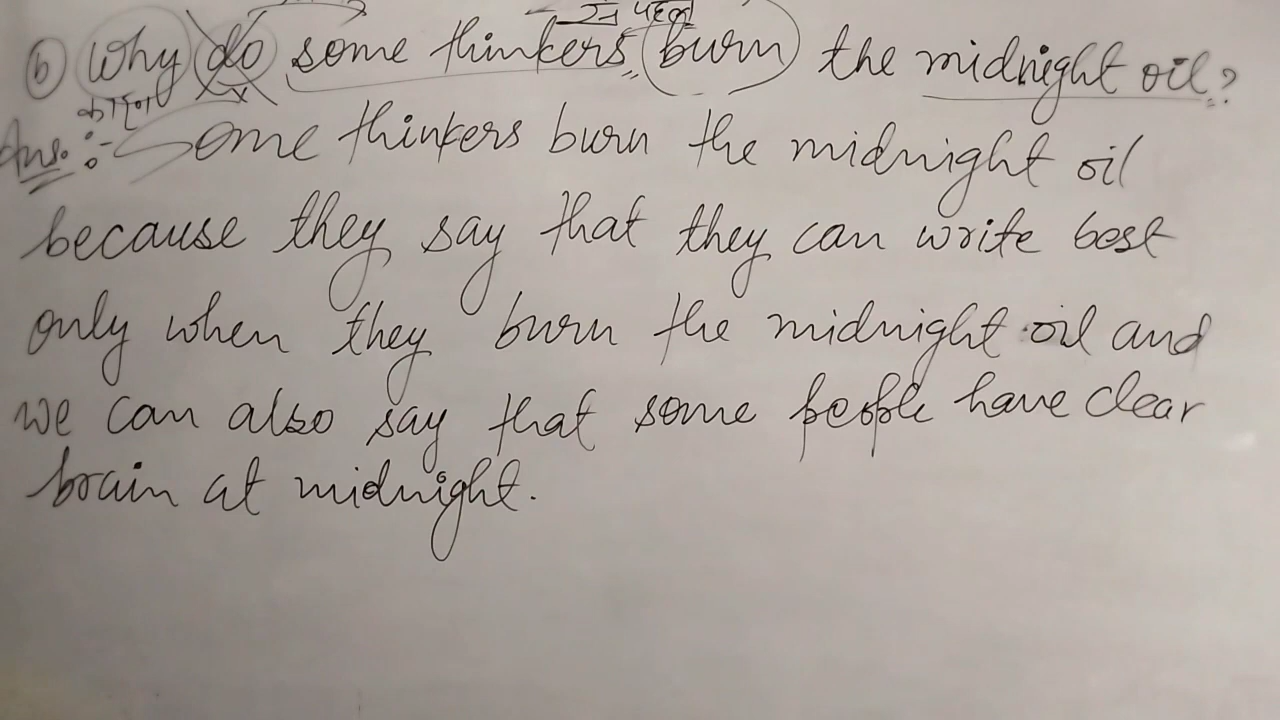 (b) Why do some thinkers burn the midnight oil?
कारण
Ans:- Some thinkers burn the midnight oil
because they say that they can write best
only when they burn the midnight oil and
we can also say that some people have clear
brain at midnight.